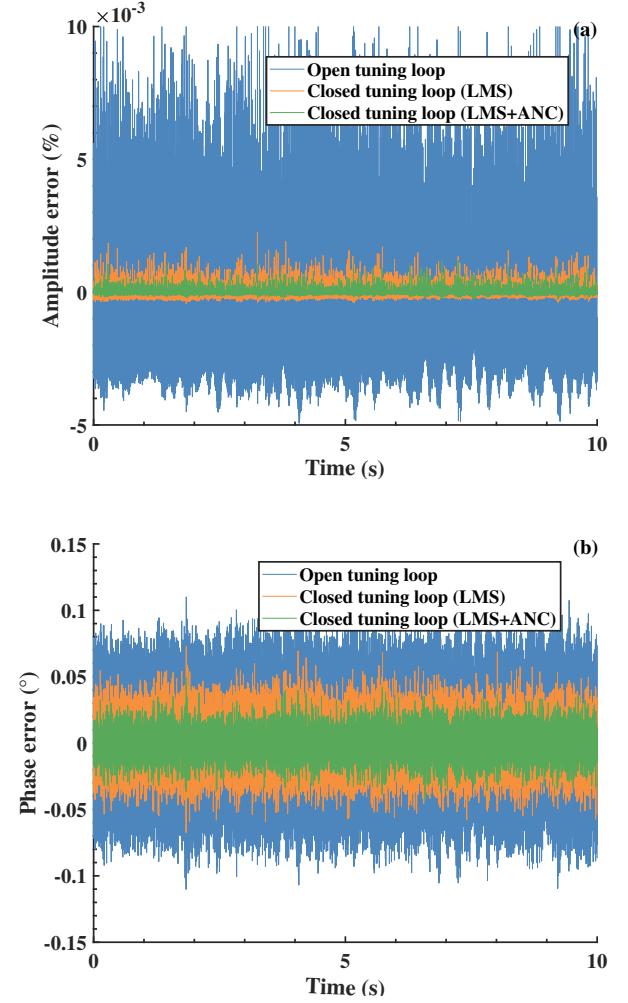 ×10⁻³
(a)
10
5
0
-5
Amplitude error (%)
Open tuning loop
Closed tuning loop (LMS)
Closed tuning loop (LMS+ANC)
0
5
10
Time (s)
(b)
0.15
0.1
0.05
0
-0.05
-0.1
-0.15
Phase error (°)
Open tuning loop
Closed tuning loop (LMS)
Closed tuning loop (LMS+ANC)
0
5
10
Time (s)